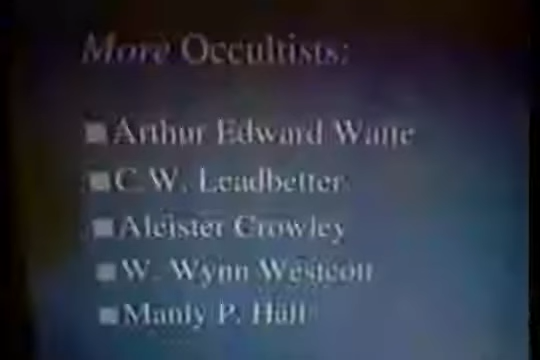 More Occultists:
Arthur Edward Waite
C.W. Leadbetter
Aleister Crowley
W. Wynn Westcott
Manly P. Hall